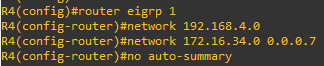 R4(config)#router eigrp 1
R4(config-router)#network 192.168.4.0
R4(config-router)#network 172.16.34.0 0.0.0.7
R4(config-router)#no auto-summary